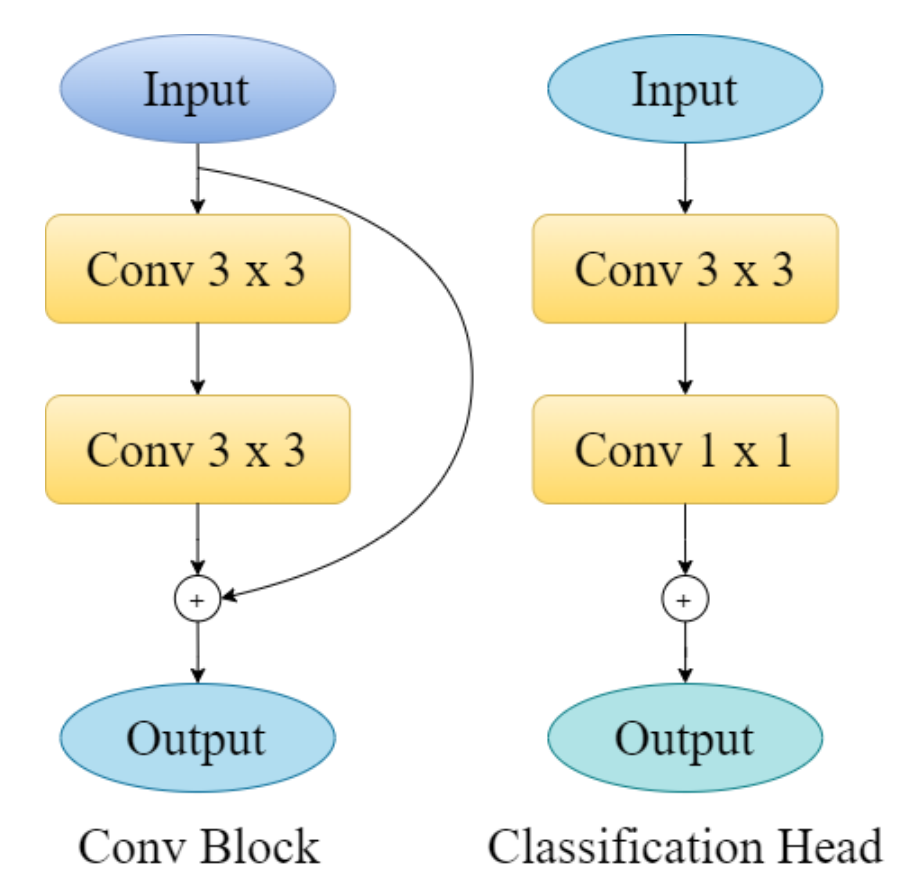 Input
Conv 3 x 3
Conv 3 x 3
+
Output
Conv Block
Input
Conv 3 x 3
Conv 1 x 1
+
Output
Classification Head